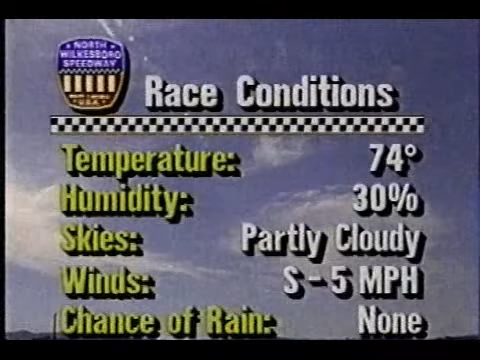 NORTH
WILKESBORO
SPEEDWAY
U.S.A.
Race Conditions
Temperature: 74°
Humidity: 30%
Skies: Partly Cloudy
Winds: S - 5 MPH
Chance of Rain: None